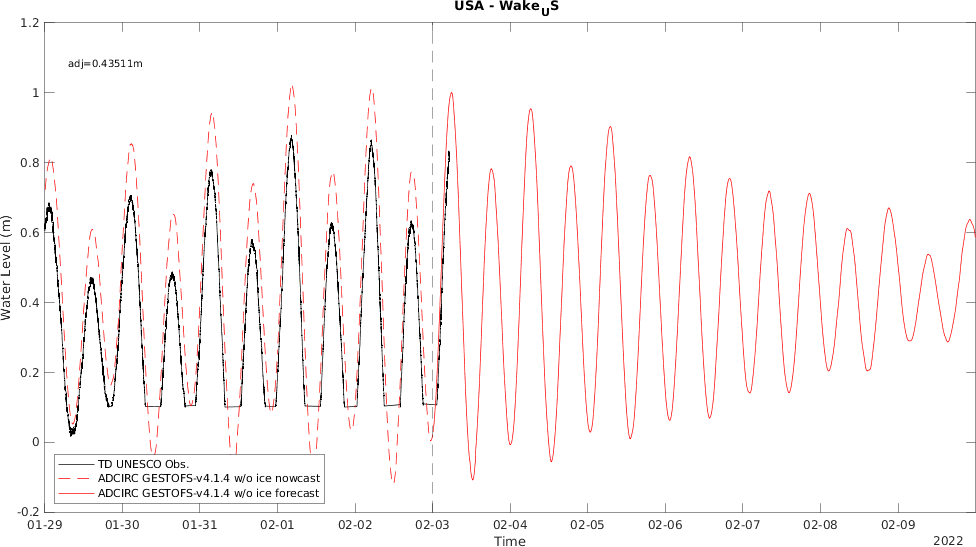 USA - Wake_US
1.2
adj=0.43511m
1
0.8
0.6
0.4
0.2
0
-0.2
Water Level (m)
TD UNESCO Obs.
ADCIRC GESTOFS-v4.1.4 w/o ice nowcast
ADCIRC GESTOFS-v4.1.4 w/o ice forecast
01-29 01-30 01-31 02-01 02-02 02-03 02-04 02-05 02-06 02-07 02-08 02-09
Time
2022